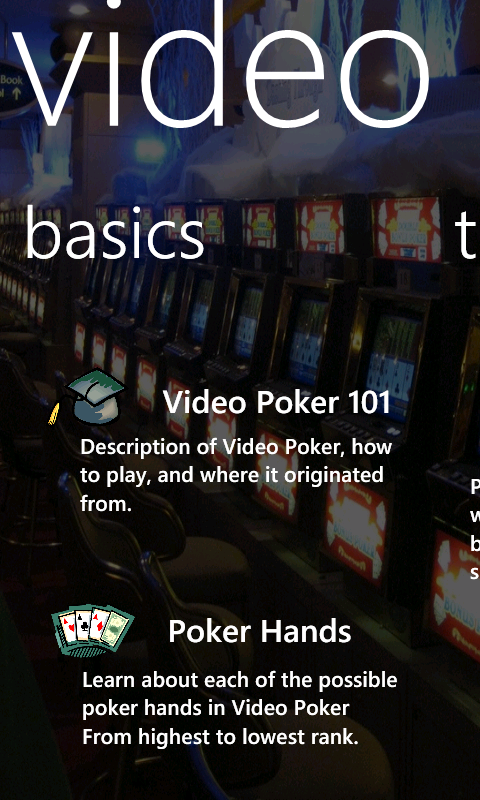 video
Book
basics
t
Video Poker 101
Description of Video Poker, how
to play, and where it originated
from.
P
w
b
s
Poker Hands
Learn about each of the possible
poker hands in Video Poker
From highest to lowest rank.